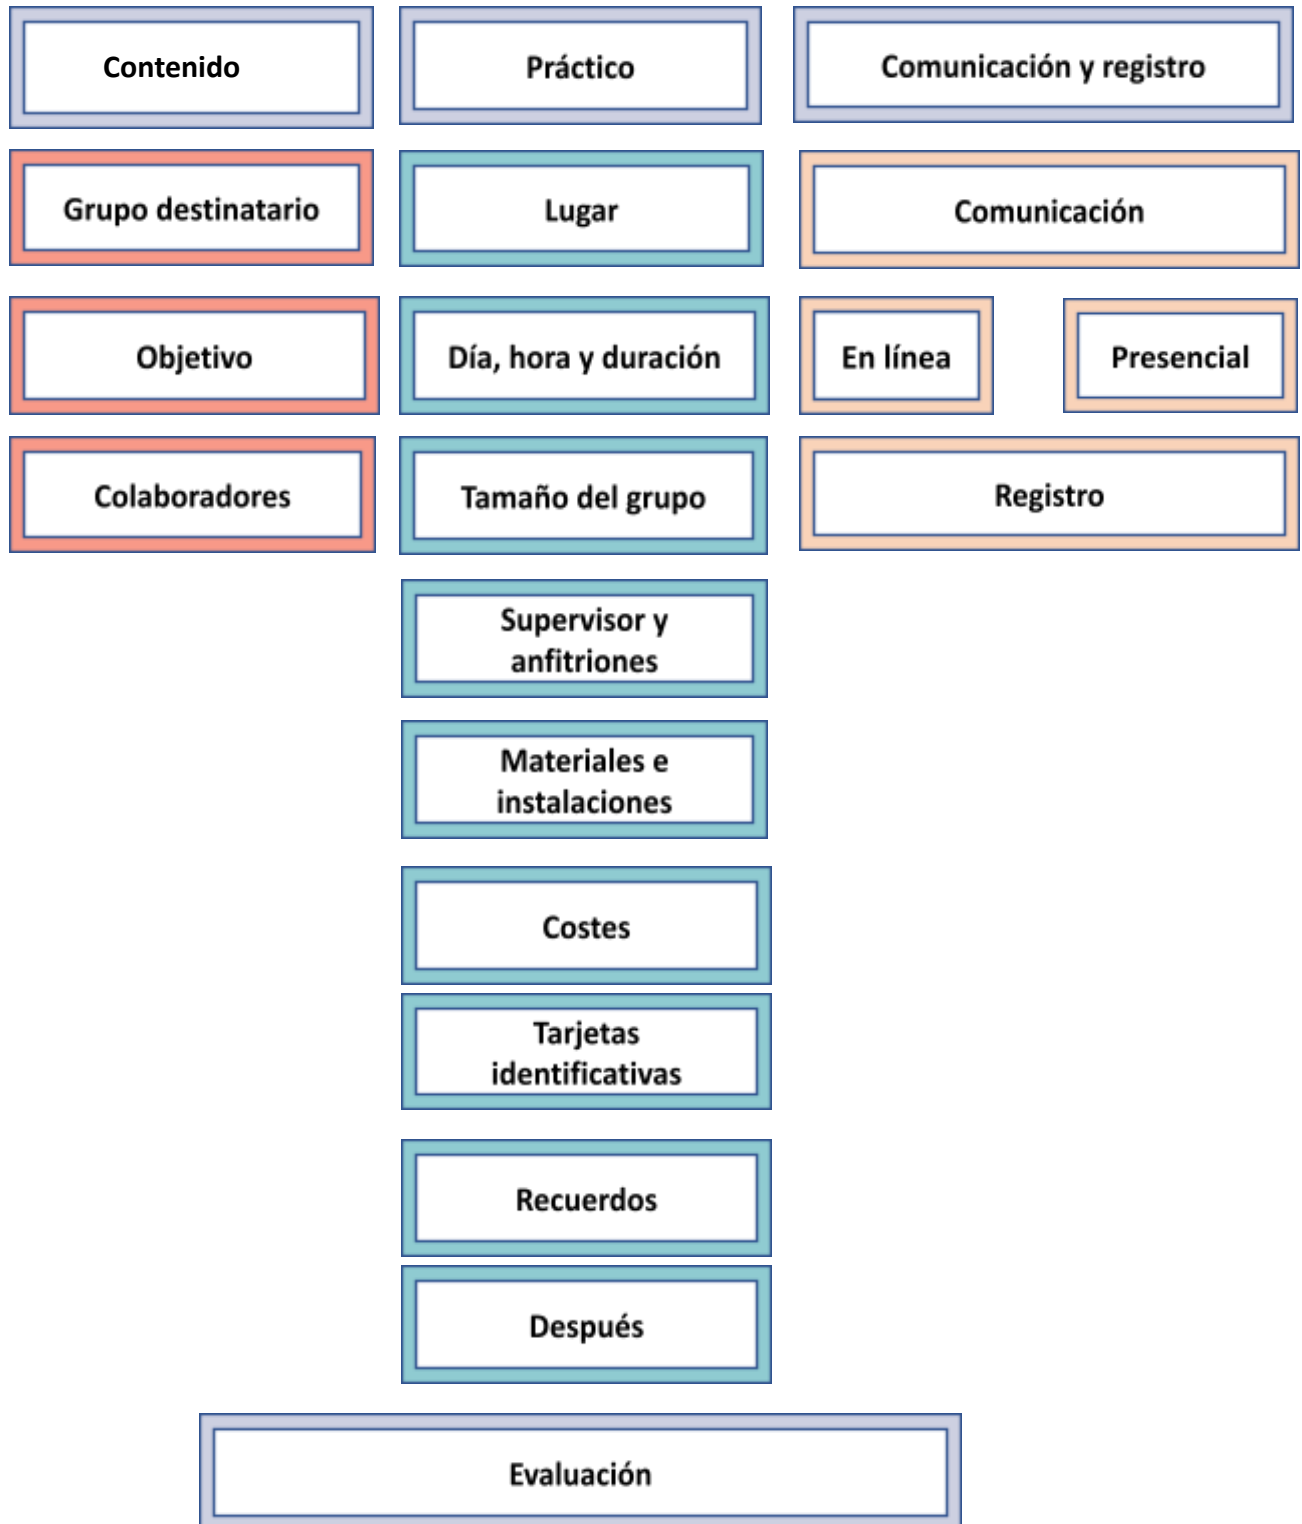 Contenido
Práctico
Comunicación y registro
Grupo destinatario
Lugar
Comunicación
Objetivo
Día, hora y duración
En línea
Presencial
Colaboradores
Tamaño del grupo
Registro
Supervisor y
anfitriones
Materiales e
instalaciones
Costes
Tarjetas
identificativas
Recuerdos
Después
Evaluación